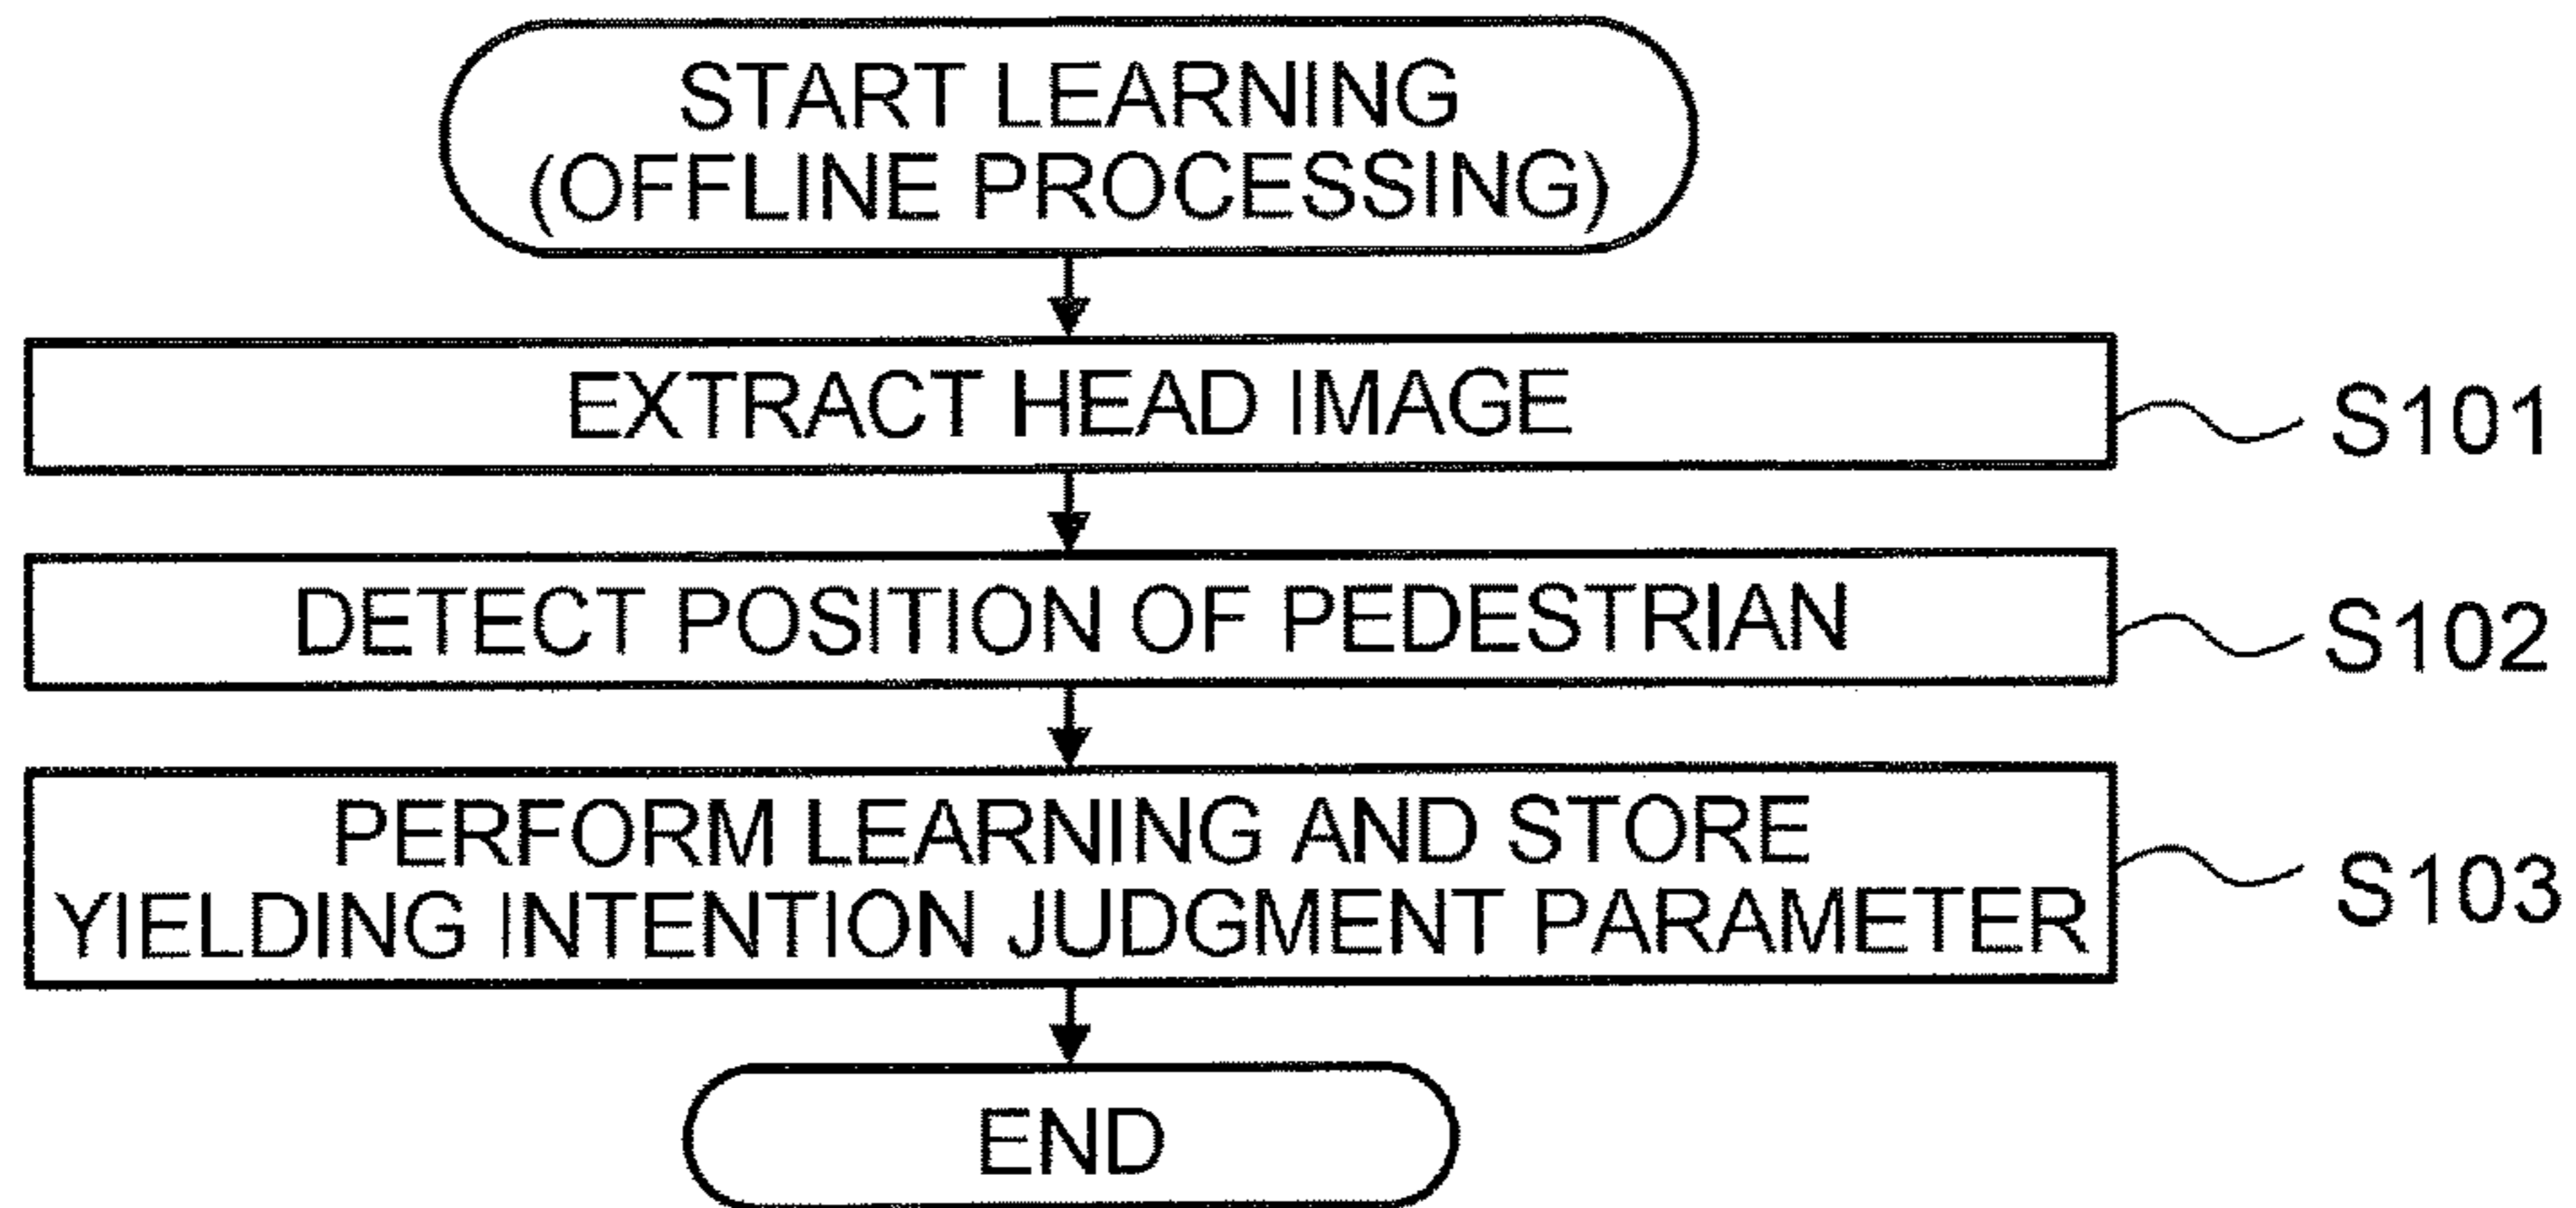 START LEARNING
(OFFLINE PROCESSING)
EXTRACT HEAD IMAGE
S101
DETECT POSITION OF PEDESTRIAN
S102
PERFORM LEARNING AND STORE
YIELDING INTENTION JUDGMENT PARAMETER
S103
END